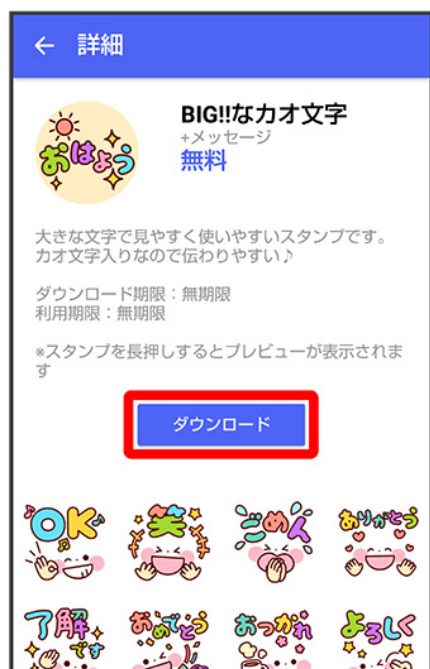 ← 詳細
BIG!!なカオ文字
+メッセージ
無料
おはよう
大きな文字で見やすく使いやすいスタンプです。
カオ文字入りなので伝わりやすい♪
ダウンロード期限：無期限
利用期限：無期限
※スタンプを長押しするとプレビューが表示されま
す
ダウンロード
OK 笑 ごめん ありがとう
了解です おめでとう おつかれ よろしく